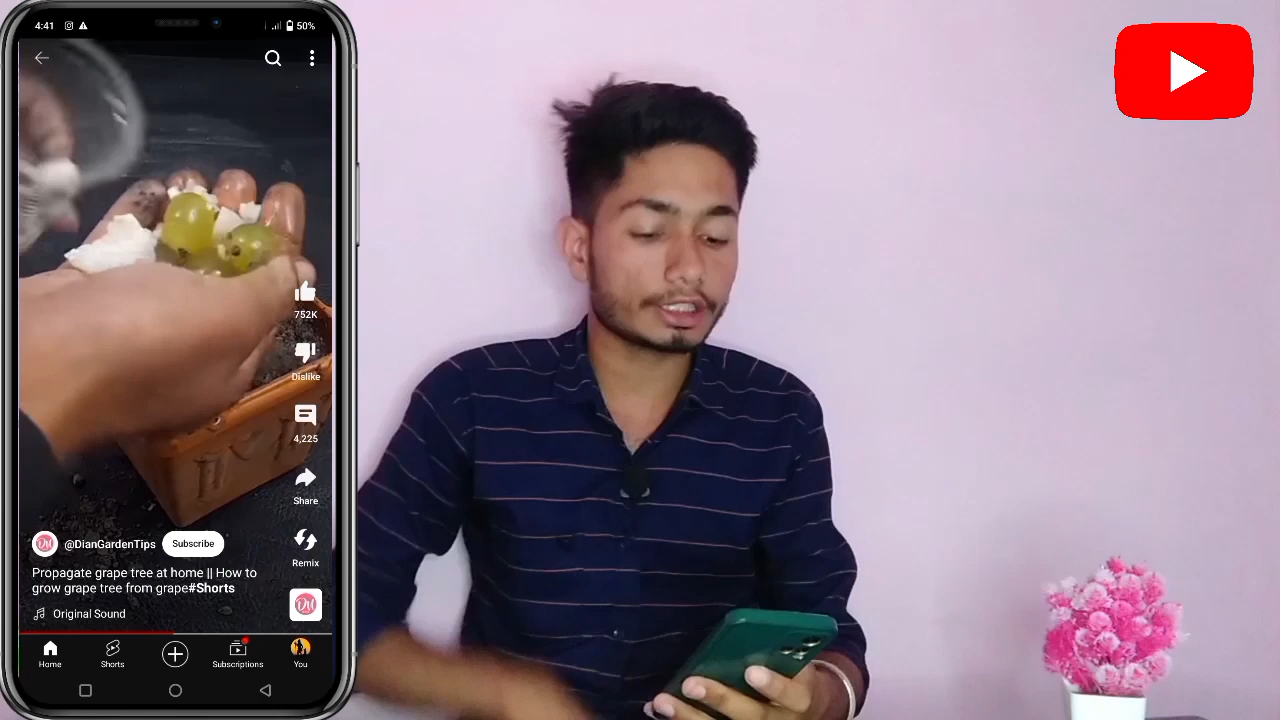 4:41
50%
752K
Dislike
4,225
Share
Remix
@DianGardenTips Subscribe
Propagate grape tree at home || How to
grow grape tree from grape#Shorts
Original Sound
DM
Home Shorts Subscriptions You